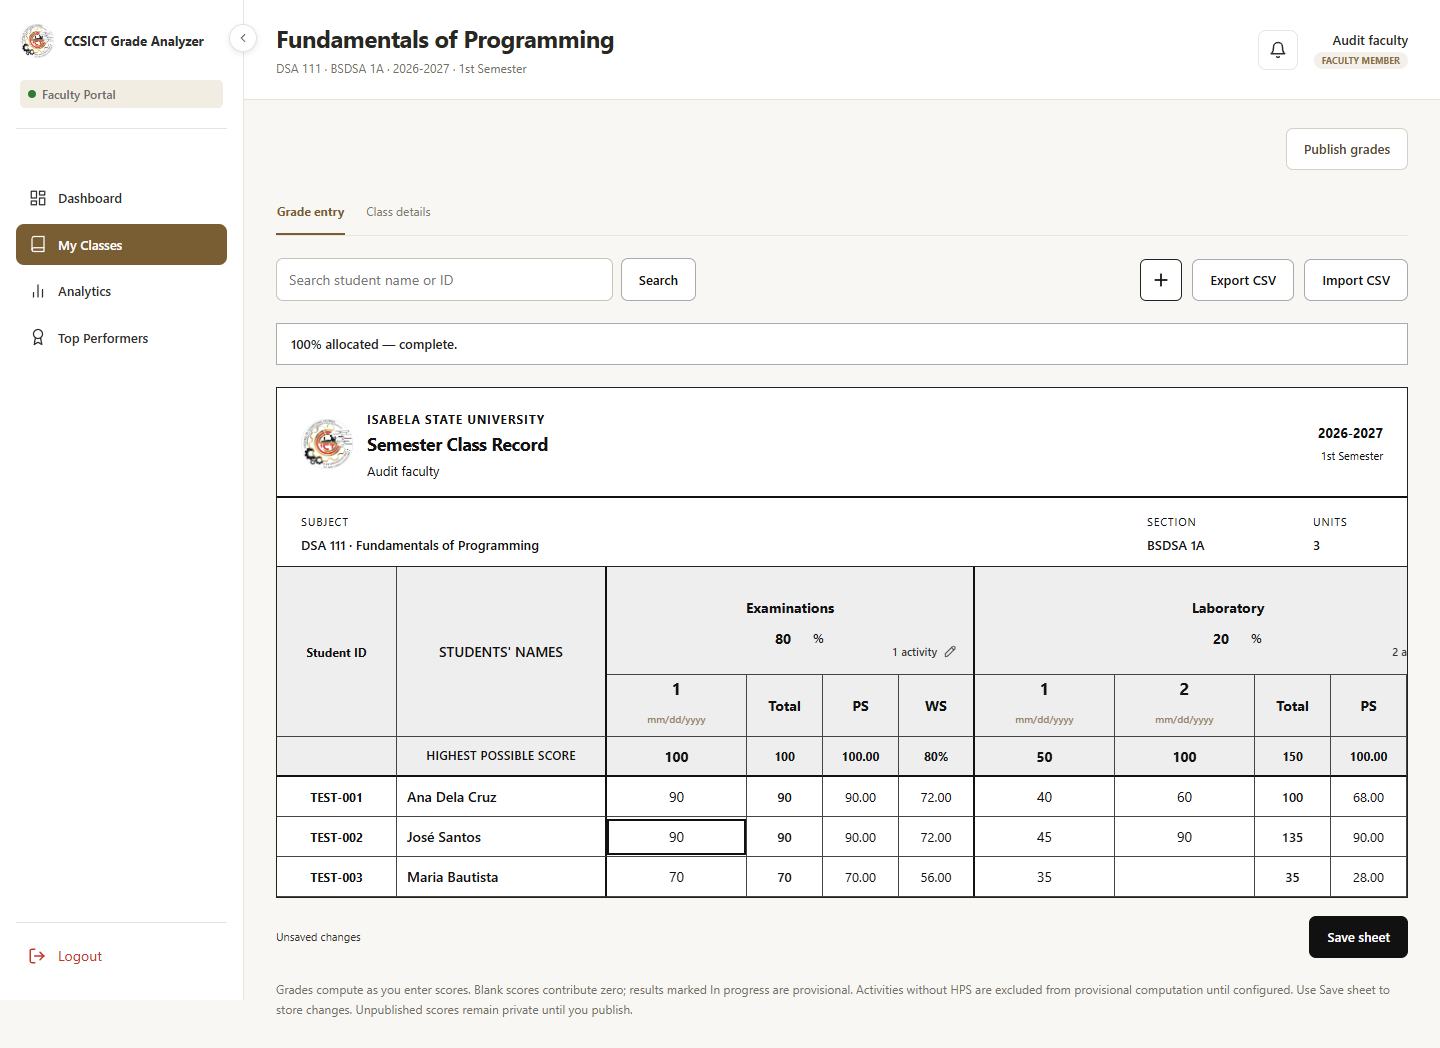 CCSICT Grade Analyzer
Faculty Portal
Dashboard
My Classes
Analytics
Top Performers
Logout
Fundamentals of Programming
DSA 111 · BSDSA 1A · 2026-2027 · 1st Semester
Audit faculty
FACULTY MEMBER
Publish grades
Grade entry Class details
Search student name or ID Search + Export CSV Import CSV
100% allocated — complete.
ISABELA STATE UNIVERSITY
Semester Class Record
Audit faculty
2026-2027
1st Semester
SUBJECT SECTION UNITS
DSA 111 · Fundamentals of Programming BSDSA 1A 3
Student ID STUDENTS' NAMES
Examinations Laboratory
80 % 20 %
1 activity 2 a
1 Total PS WS 1 2 Total PS
mm/dd/yyyy mm/dd/yyyy mm/dd/yyyy
HIGHEST POSSIBLE SCORE 100 100 100.00 80% 50 100 150 100.00
TEST-001 Ana Dela Cruz 90 90 90.00 72.00 40 60 100 68.00
TEST-002 José Santos 90 90 90.00 72.00 45 90 135 90.00
TEST-003 Maria Bautista 70 70 70.00 56.00 35 35 28.00
Unsaved changes Save sheet
Grades compute as you enter scores. Blank scores contribute zero; results marked In progress are provisional. Activities without HPS are excluded from provisional computation until configured. Use Save sheet to
store changes. Unpublished scores remain private until you publish.